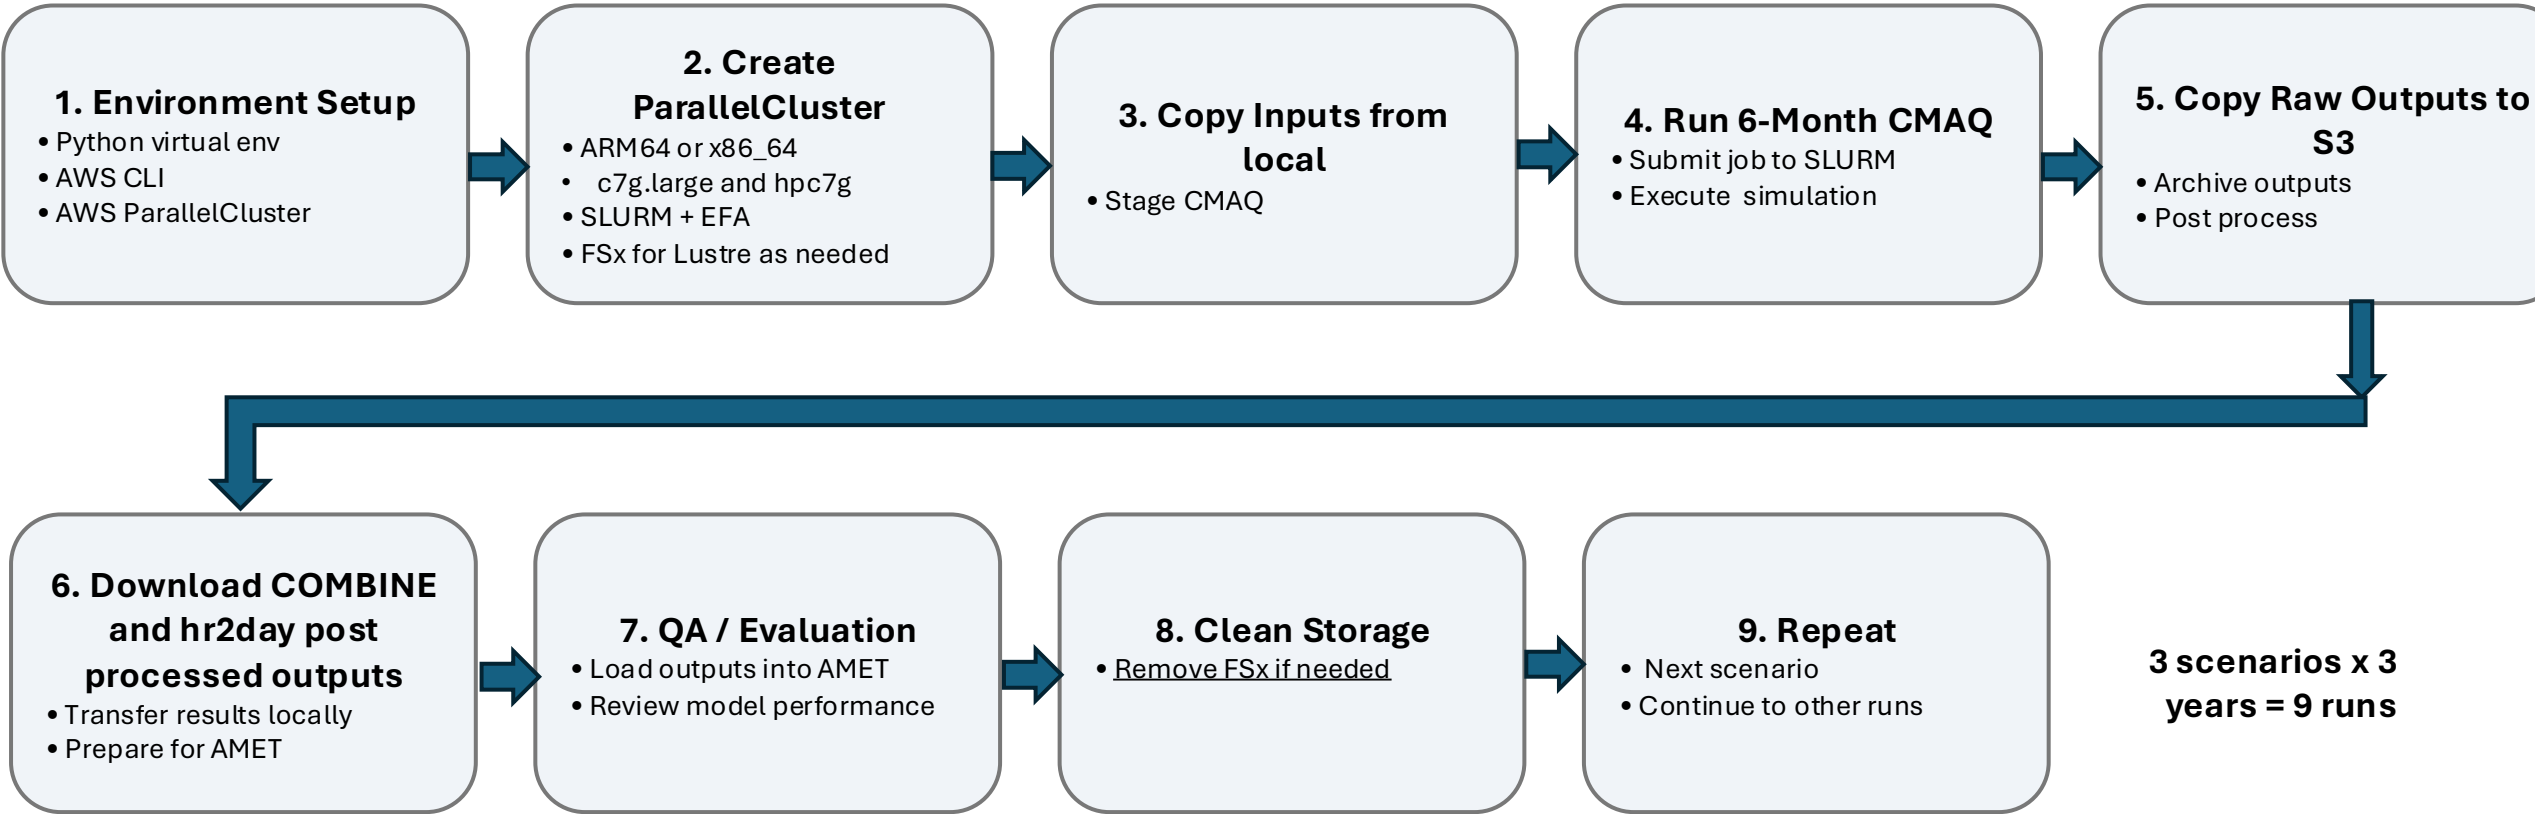 1. Environment Setup
• Python virtual env
• AWS CLI
• AWS ParallelCluster
2. Create
ParallelCluster
• ARM64 or x86_64
• c7g.large and hpc7g
• SLURM + EFA
• FSx for Lustre as needed
3. Copy Inputs from
local
• Stage CMAQ
4. Run 6-Month CMAQ
• Submit job to SLURM
• Execute simulation
5. Copy Raw Outputs to
S3
• Archive outputs
• Post process
6. Download COMBINE
and hr2day post
processed outputs
• Transfer results locally
• Prepare for AMET
7. QA / Evaluation
• Load outputs into AMET
• Review model performance
8. Clean Storage
• Remove FSx if needed
9. Repeat
• Next scenario
• Continue to other runs
3 scenarios x 3
years = 9 runs